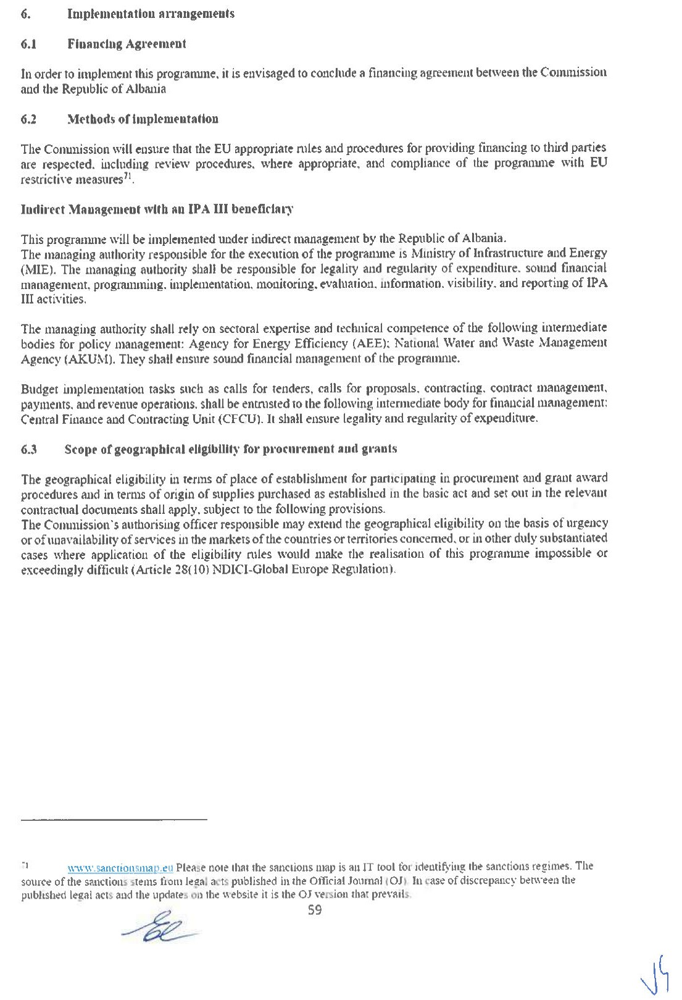 6. Implementation arrangements
6.1 Financing Agreement
In order to implement this programme, it is envisaged to conclude a financing agreement between the Commission
and the Republic of Albania
6.2 Methods of implementation
The Commission will ensure that the EU appropriate rules and procedures for providing financing to third parties
are respected, including review procedures, where appropriate, and compliance of the programme with EU
restrictive measures71.
Indirect Management with an IPA III beneficiary
This programme will be implemented under indirect management by the Republic of Albania.
The managing authority responsible for the execution of the programme is Ministry of Infrastructure and Energy
(MIE). The managing authority shall be responsible for legality and regularity of expenditure, sound financial
management, programming, implementation, monitoring, evaluation, information, visibility, and reporting of IPA
III activities.
The managing authority shall rely on sectoral expertise and technical competence of the following intermediate
bodies for policy management: Agency for Energy Efficiency (AEE); National Water and Waste Management
Agency (AKUM). They shall ensure sound financial management of the programme.
Budget implementation tasks such as calls for tenders, calls for proposals, contracting, contract management,
payments, and revenue operations, shall be entrusted to the following intermediate body for financial management:
Central Finance and Contracting Unit (CFCU). It shall ensure legality and regularity of expenditure.
6.3 Scope of geographical eligibility for procurement and grants
The geographical eligibility in terms of place of establishment for participating in procurement and grant award
procedures and in terms of origin of supplies purchased as established in the basic act and set out in the relevant
contractual documents shall apply, subject to the following provisions.
The Commission's authorising officer responsible may extend the geographical eligibility on the basis of urgency
or of unavailability of services in the markets of the countries or territories concerned, or in other duly substantiated
cases where application of the eligibility rules would make the realisation of this programme impossible or
exceedingly difficult (Article 28(10) NDICI-Global Europe Regulation).
71 www.sanctionsmap.eu Please note that the sanctions map is an IT tool for identifying the sanctions regimes. The
source of the sanctions stems from legal acts published in the Official Journal (OJ). In case of discrepancy between the
published legal acts and the updates on the website it is the OJ version that prevails.
59